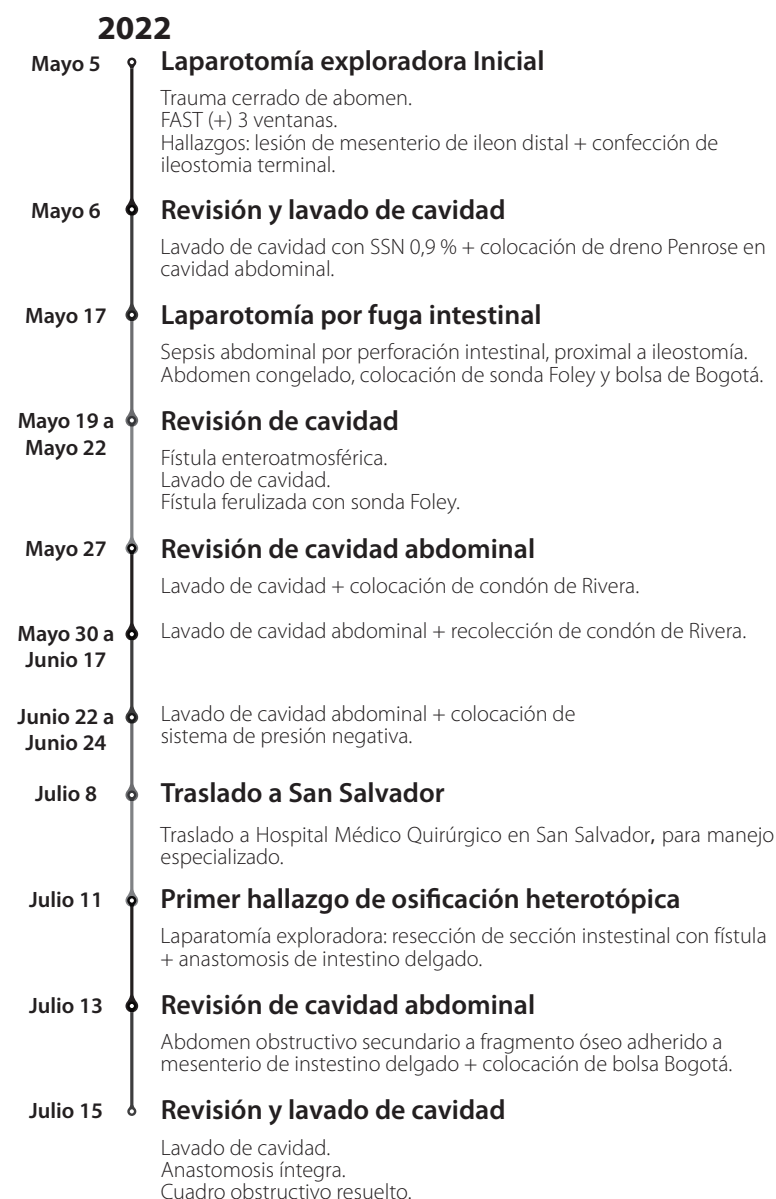 2022
Mayo 5
Laparotomía exploradora Inicial
Trauma cerrado de abomen.
FAST (+) 3 ventanas.
Hallazgos: lesión de mesenterio de ileon distal + confección de
ileostomia terminal.
Mayo 6
Revisión y lavado de cavidad
Lavado de cavidad con SSN 0,9 % + colocación de dreno Penrose en
cavidad abdominal.
Mayo 17
Laparotomía por fuga intestinal
Sepsis abdominal por perforación intestinal, proximal a ileostomía.
Abdomen congelado, colocación de sonda Foley y bolsa de Bogotá.
Mayo 19 a
Mayo 22
Revisión de cavidad
Fístula enteroatmosférica.
Lavado de cavidad.
Fístula ferulizada con sonda Foley.
Mayo 27
Revisión de cavidad abdominal
Lavado de cavidad + colocación de condón de Rivera.
Mayo 30 a
Junio 17
Lavado de cavidad abdominal + recolección de condón de Rivera.
Junio 22 a
Junio 24
Lavado de cavidad abdominal + colocación de
sistema de presión negativa.
Julio 8
Traslado a San Salvador
Traslado a Hospital Médico Quirúrgico en San Salvador, para manejo
especializado.
Julio 11
Primer hallazgo de osificación heterotópica
Laparatomía exploradora: resección de sección instestinal con fístula
+ anastomosis de intestino delgado.
Julio 13
Revisión de cavidad abdominal
Abdomen obstructivo secundario a fragmento óseo adherido a
mesenterio de instestino delgado + colocación de bolsa Bogotá.
Julio 15
Revisión y lavado de cavidad
Lavado de cavidad.
Anastomosis íntegra.
Cuadro obstructivo resuelto.